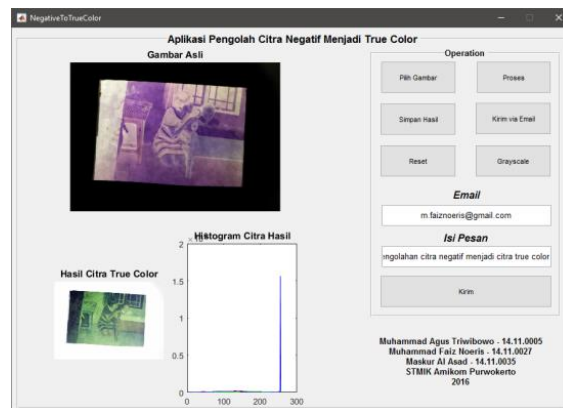 NegativeToTrueColor
Aplikasi Pengolah Citra Negatif Menjadi True Color
Gambar Asli
Operation
Pilih Gambar
Proses
Simpan Hasil
Kirim via Email
Reset
Grayscale
Email
m.faiznoeris@gmail.com
Isi Pesan
engolahan citra negatif menjadi citra true color
Kirim
Histogram Citra Hasil
2
1.5
1
0.5
0
0
100
200
300
Hasil Citra True Color
Muhammad Agus Triwibowo - 14.11.0005
Muhammad Faiz Noeris - 14.11.0027
Maskur Al Asad - 14.11.0035
STMIK Amikom Purwokerto
2016